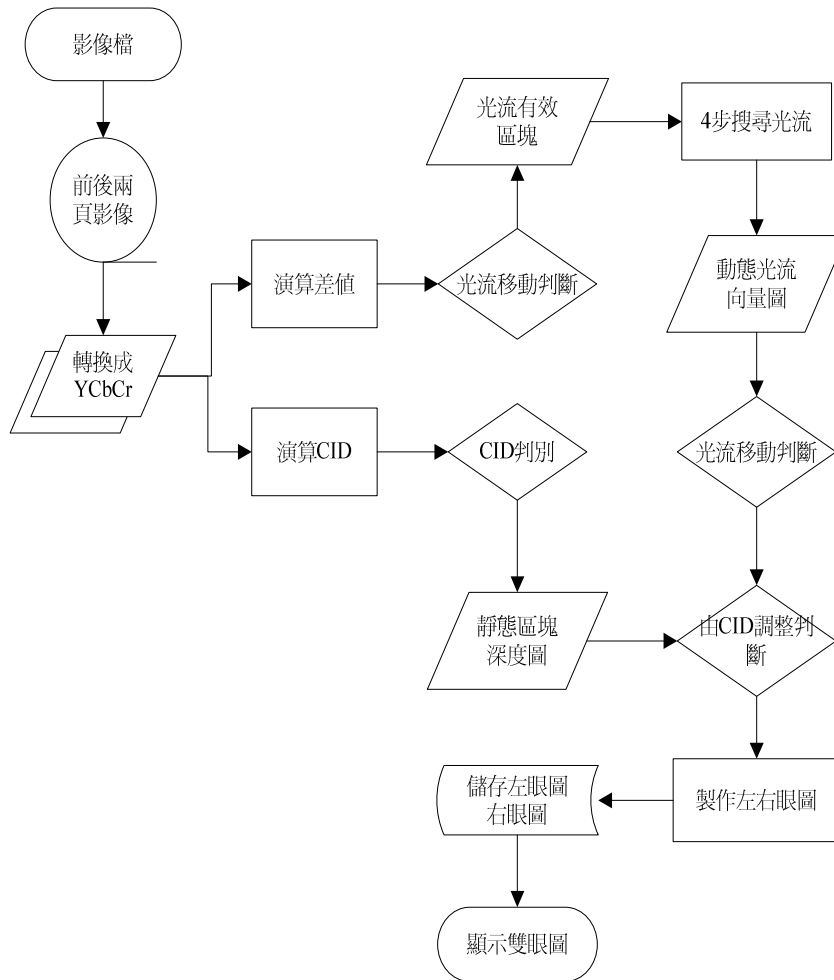 影像檔
前後兩
頁影像
轉換成
YCbCr
演算差值
光流移動判斷
光流有效
區塊
4步搜尋光流
動態光流
向量圖
光流移動判斷
演算CID
CID判別
靜態區塊
深度圖
由CID調整判
斷
製作左右眼圖
儲存左眼圖
右眼圖
顯示雙眼圖